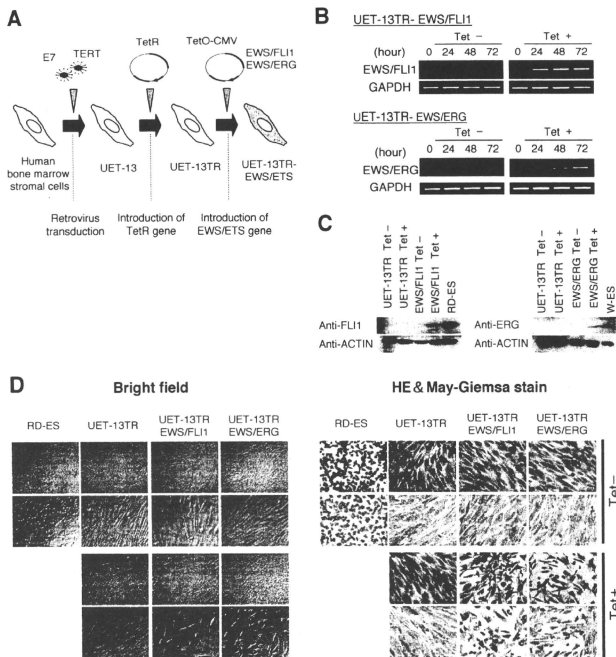 A
E7
TERT
TetR
TetO-CMV
EWS/FLI1
EWS/ERG
Human
bone marrow
stromal cells
UET-13
UET-13TR
UET-13TR-
EWS/ETS
Retrovirus
transduction
Introduction of
TetR gene
Introduction of
EWS/ETS gene
B
UET-13TR- EWS/FLI1
Tet −
Tet +
(hour) 0 24 48 72 0 24 48 72
EWS/FLI1
GAPDH
UET-13TR- EWS/ERG
Tet −
Tet +
(hour) 0 24 48 72 0 24 48 72
EWS/ERG
GAPDH
C
UET-13TR Tet −
UET-13TR Tet +
EWS/FLI1 Tet −
EWS/FLI1 Tet +
RD-ES
Anti-FLI1
Anti-ACTIN
UET-13TR Tet −
UET-13TR Tet +
EWS/ERG Tet −
EWS/ERG Tet +
W-ES
Anti-ERG
Anti-ACTIN
D
Bright field
RD-ES
UET-13TR
UET-13TR
EWS/FLI1
UET-13TR
EWS/ERG
HE & May-Giemsa stain
RD-ES
UET-13TR
UET-13TR
EWS/FLI1
UET-13TR
EWS/ERG
Tet−
Tet+